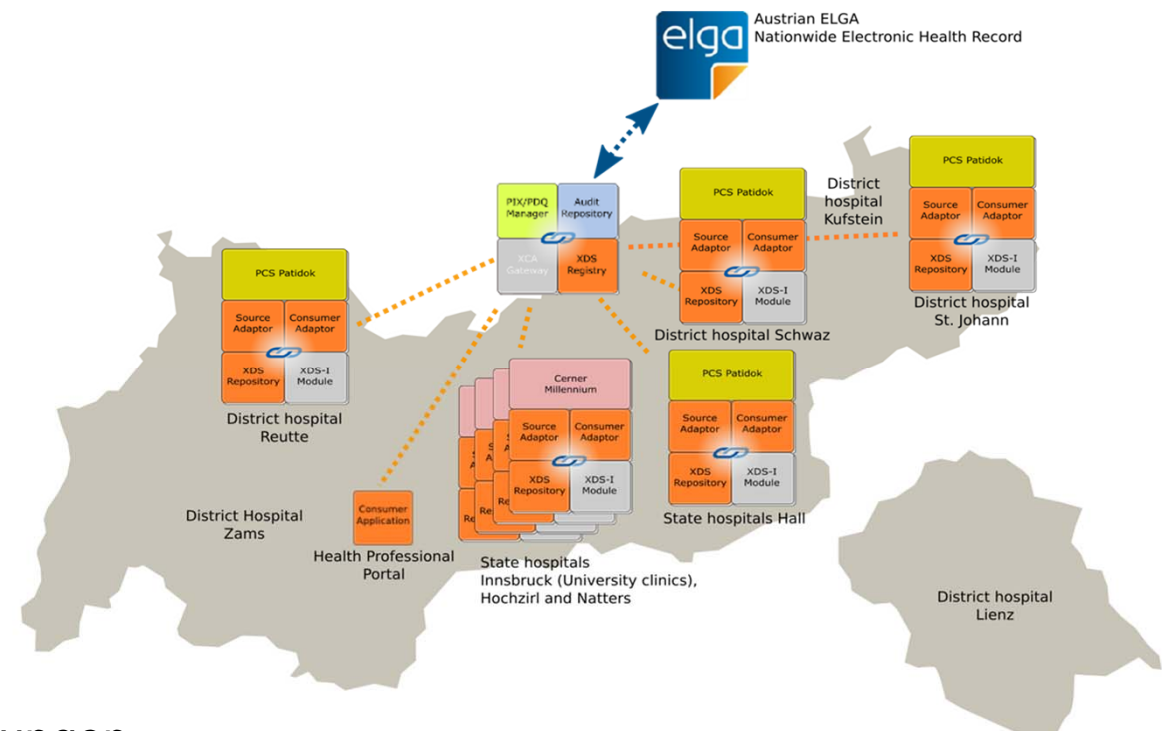 elga
Austrian ELGA
Nationwide Electronic Health Record
PIX/PDQ
Manager
Audit
Repository
XCA
Gateway
XDS
Registry
PCS Patidok
Source
Adaptor
Consumer
Adaptor
XDS
Repository
XDS-I
Module
District hospital Schwaz
District
hospital
Kufstein
PCS Patidok
Source
Adaptor
Consumer
Adaptor
XDS
Repository
XDS-I
Module
District hospital
St. Johann
PCS Patidok
Source
Adaptor
Consumer
Adaptor
XDS
Repository
XDS-I
Module
District hospital
Reutte
Cerner
Millennium
Source
Adaptor
Consumer
Adaptor
XDS
Repository
XDS-I
Module
State hospitals
Innsbruck (University clinics),
Hochzirl and Natters
PCS Patidok
Source
Adaptor
Consumer
Adaptor
XDS
Repository
XDS-I
Module
State hospitals Hall
District Hospital
Zams
Consumer
Application
Health Professional
Portal
District hospital
Lienz